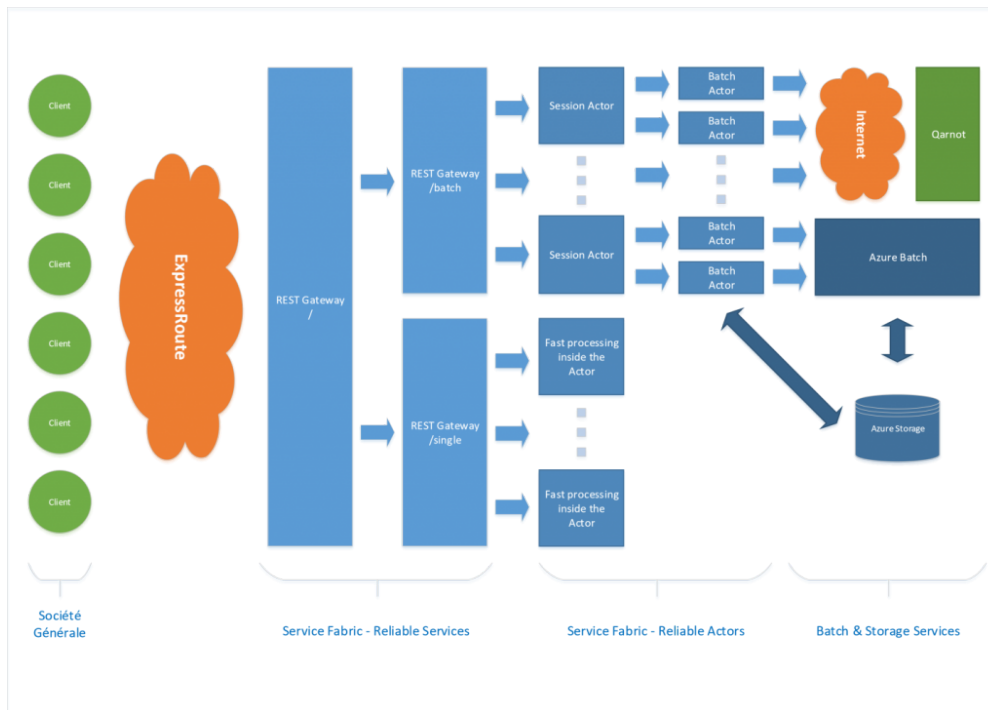 Client
Client
Client
Client
Client
Client
ExpressRoute
REST Gateway
/
REST Gateway
/batch
REST Gateway
/single
Session Actor
Session Actor
Fast processing
inside the
Actor
Fast processing
inside the
Actor
Batch
Actor
Batch
Actor
Batch
Actor
Batch
Actor
Internet
Qarnot
Azure Batch
Azure Storage
Société
Générale
Service Fabric - Reliable Services
Service Fabric - Reliable Actors
Batch & Storage Services